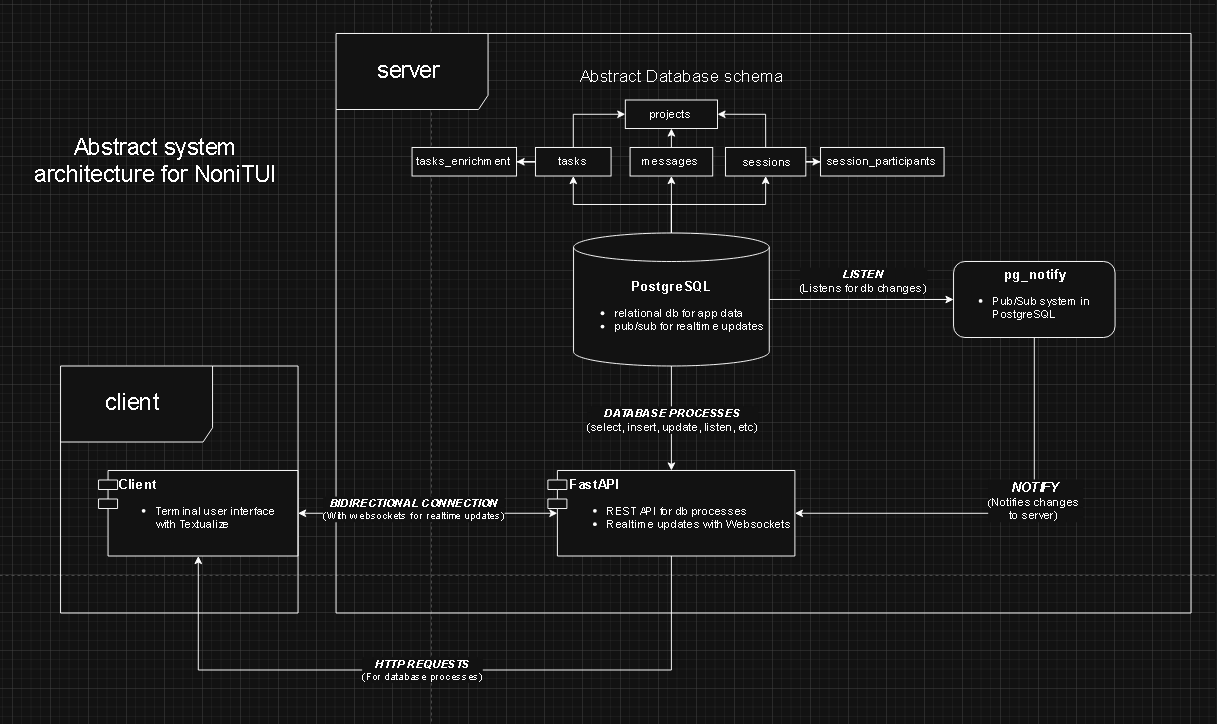 server
Abstract Database schema
projects
tasks_enrichment
tasks
messages
sessions
session_participants
Abstract system
architecture for NoniTUI
PostgreSQL
relational db for app data
pub/sub for realtime updates
LISTEN
(Listens for db changes)
pg_notify
Pub/Sub system in
PostgreSQL
client
DATABASE PROCESSES
(select, insert, update, listen, etc)
Client
Terminal user interface
with Textualize
BIDIRECTIONAL CONNECTION
(With websockets for realtime updates)
FastAPI
REST API for db processes
Realtime updates with Websockets
NOTIFY
(Notifies changes
to server)
HTTP REQUESTS
(For database processes)